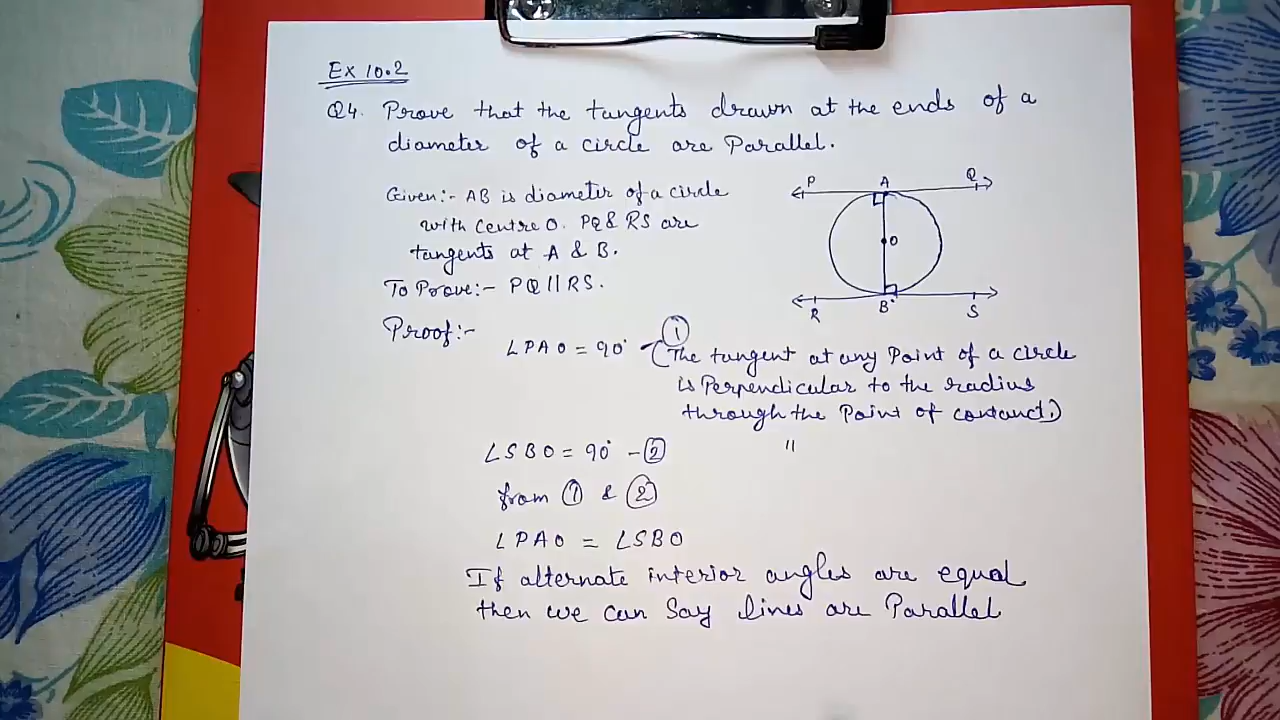 Ex 10.2
Q4. Prove that the tangents drawn at the ends of a
diameter of a circle are Parallel.
Given:- AB is diameter of a circle
with Centre O. PQ & RS are
tangents at A & B.
To Prove:- PQ || RS.
P A Q
O
R B S
Proof:-
∠PAO = 90° - ①
(The tangent at any Point of a circle
is Perpendicular to the radius
through the Point of contanct)
∠SBO = 90° - ② "
from ① & ②
∠PAO = ∠SBO
If alternate interior angles are equal
then we can Say lines are Parallel